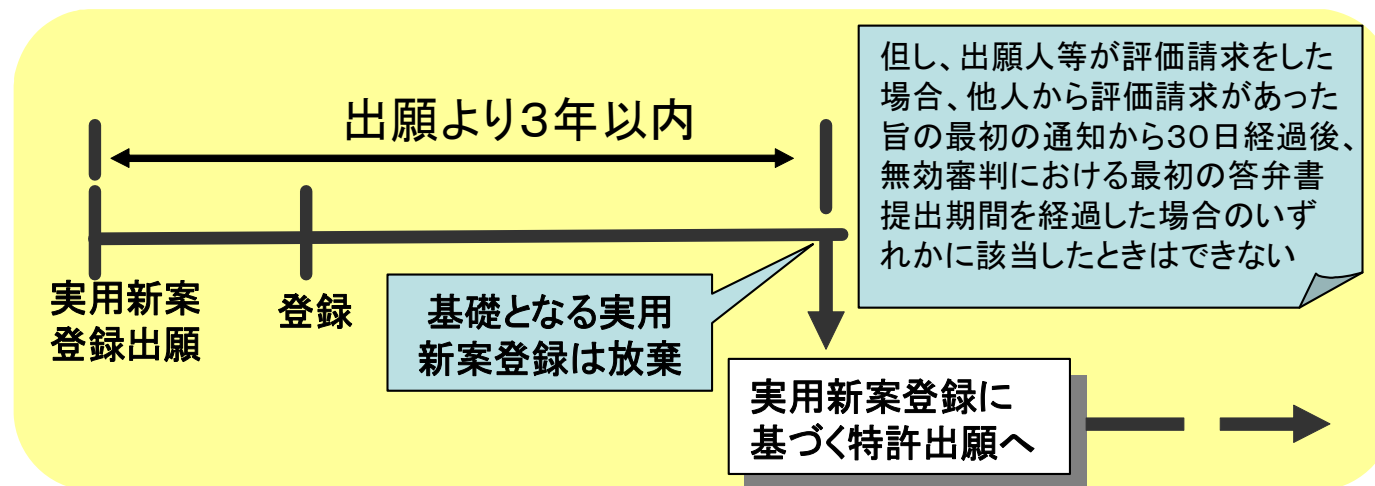 出願より3年以内
但し、出願人等が評価請求をした
場合、他人から評価請求があった
旨の最初の通知から30日経過後、
無効審判における最初の答弁書
提出期間を経過した場合のいず
れかに該当したときはできない
実用新案
登録出願
登録
基礎となる実用
新案登録は放棄
実用新案登録に
基づく特許出願へ